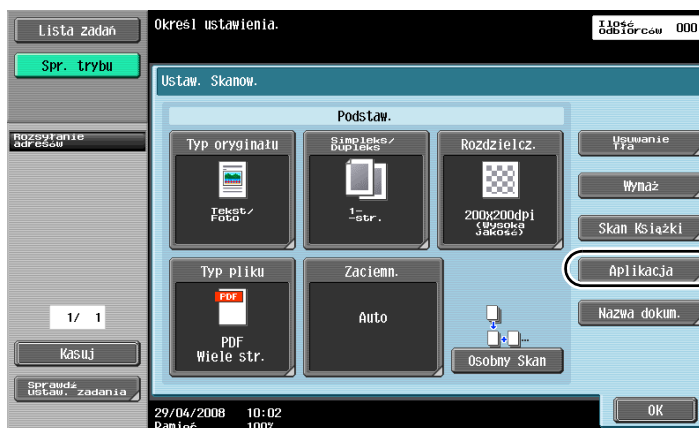 Lista zadań
Spr. trybu
Rozsyłanie
adresów
1/ 1
Kasuj
Sprawdź
ustaw. zadania
Określ ustawienia.
Ilość
odbiorców 000
Ustaw. Skanow.
Podstaw.
Typ oryginału
Tekst/
Foto
Simpleks/
Dupleks
1-
-str.
Rozdzielcz.
200X200dpi
(Wysoka
jakość)
Typ pliku
PDF
PDF
Wiele str.
Zaciemn.
Auto
Osobny Skan
Usuwanie
Tła
Wymaż
Skan Książki
Aplikacja
Nazwa dokum.
29/04/2008 10:02
Pamięć 100%
OK